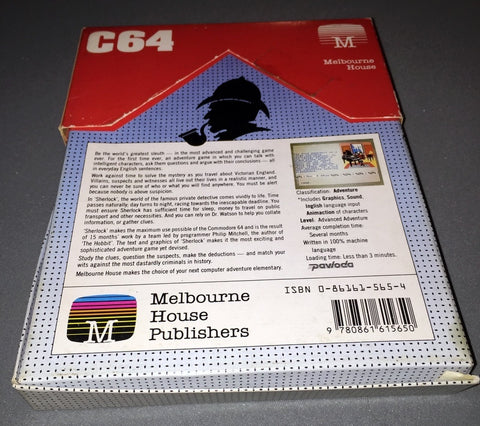 C64
M
Melbourne
House
Be the world's greatest sleuth — in the most advanced and challenging game
ever. For the first time ever, an adventure game in which you can talk with
intelligent characters, ask them questions and argue with their conclusions — all
in everyday English sentences.
Work against time to solve the mystery as you travel about Victorian England.
Villains, suspects and witnesses all live out their lives in a realistic manner, and
you can never be sure of who or what you will find anywhere. You must be alert
because nobody is above suspicion.
In 'Sherlock', the world of the famous private detective comes vividly to life. Time
passes naturally; day turns to night, racing towards the inescapable deadline. You
must ensure Sherlock has sufficient time for sleep, money to travel on public
transport and other necessities. And you can rely on Dr. Watson to help you collate
information, or gather clues.
'Sherlock' makes the maximum use possible of the Commodore 64 and is the result
of 15 months' work by a team led by programmer Philip Mitchell, the author of
'The Hobbit'. The text and graphics of 'Sherlock' makes it the most exciting and
sophisticated adventure game yet devised.
Study the clues, question the suspects, make the deductions — and match your
wits against the most dastardly criminals in history.
Melbourne House makes the choice of your next computer adventure elementary.
Classification: Adventure
*Includes Graphics, Sound,
Inglish language input
Animaction of characters
Level: Advanced Adventure
Average completion time:
Several months
Written in 100% machine
language
Loading time: Less than 3 minutes.
pavloda
M
Melbourne
House
Publishers
ISBN 0-86161-565-4
9 780861 615650